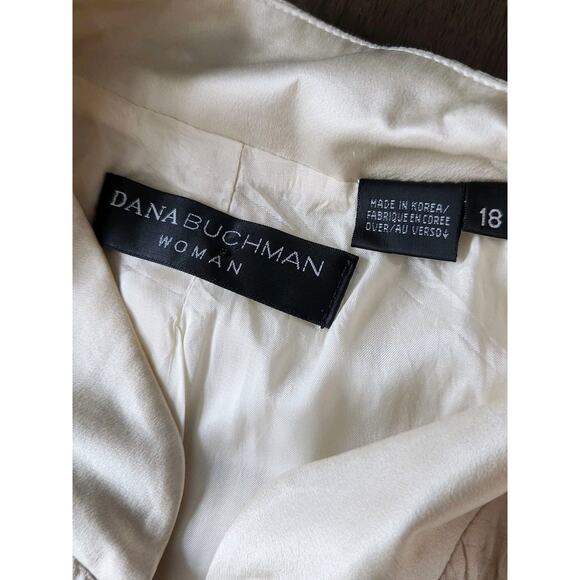 DANA BUCHMAN
WOMAN
MADE IN KOREA/
FABRIQUE EN COREE
OVER/AU VERSO↓
18